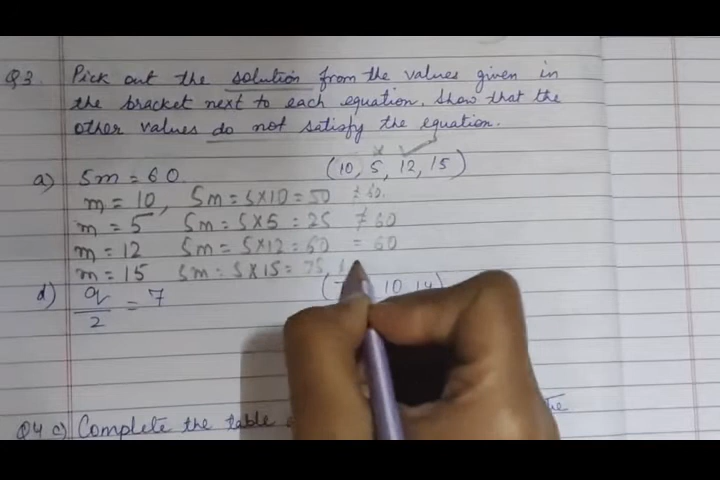 Q3. Pick out the solution from the values given in
the bracket next to each equation. Show that the
other values do not satisfy the equation.
a) 5m = 60. (10, 5, 12, 15)
m = 10, 5m = 5×10 = 50 ≠ 60.
m = 5 5m = 5×5 = 25 ≠ 60
m = 12 5m = 5×12 = 60 = 60
m = 15 5m = 5×15 = 75
d) q/2 = 7 10 14)
Q4 c) Complete the table